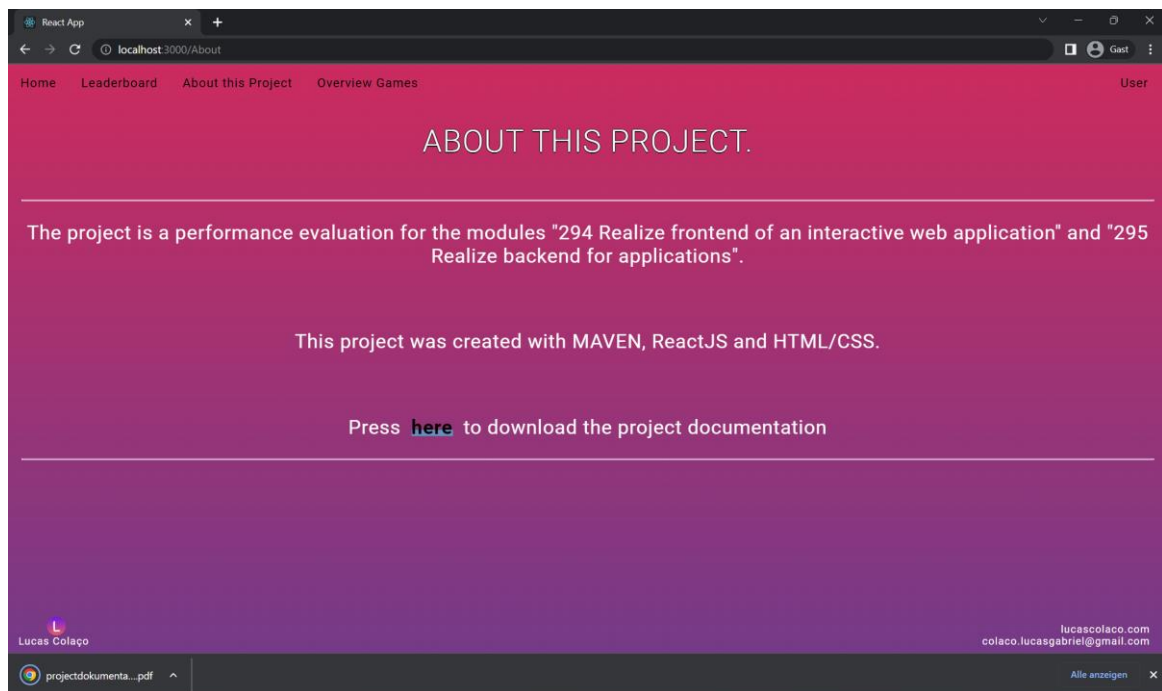 React App
localhost:3000/About
Gast
Home Leaderboard About this Project Overview Games User
ABOUT THIS PROJECT.
The project is a performance evaluation for the modules "294 Realize frontend of an interactive web application" and "295
Realize backend for applications".
This project was created with MAVEN, ReactJS and HTML/CSS.
Press here to download the project documentation
L
Lucas Colaço
lucascolaco.com
colaco.lucasgabriel@gmail.com
projectdokumenta....pdf
Alle anzeigen